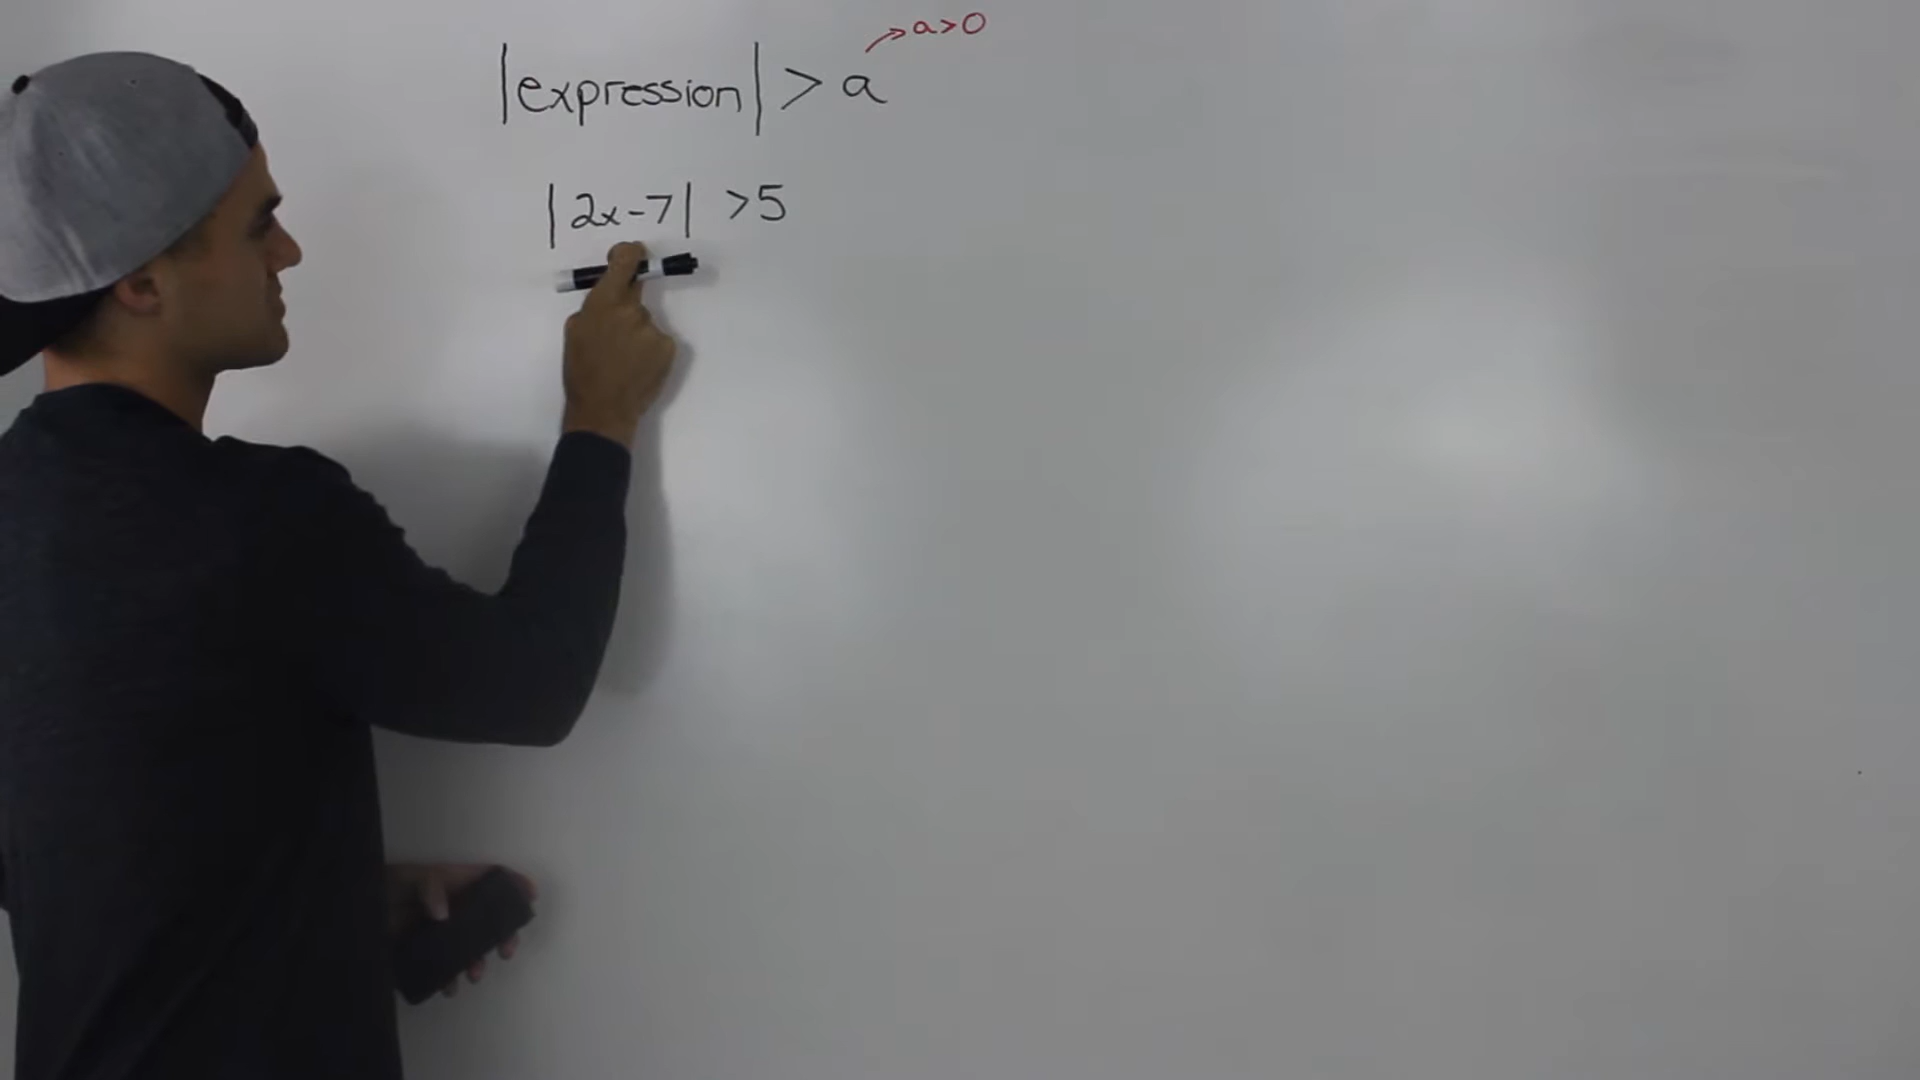 → a>0
|expression| > a
|2x-7| >5